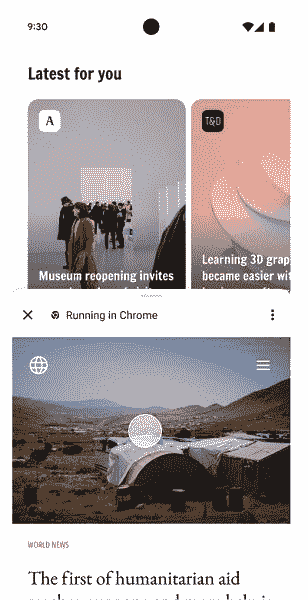 9:30
Latest for you
A
T&D
Museum reopening invites
Learning 3D grap
became easier wit
Running in Chrome
WORLD NEWS
The first of humanitarian aid